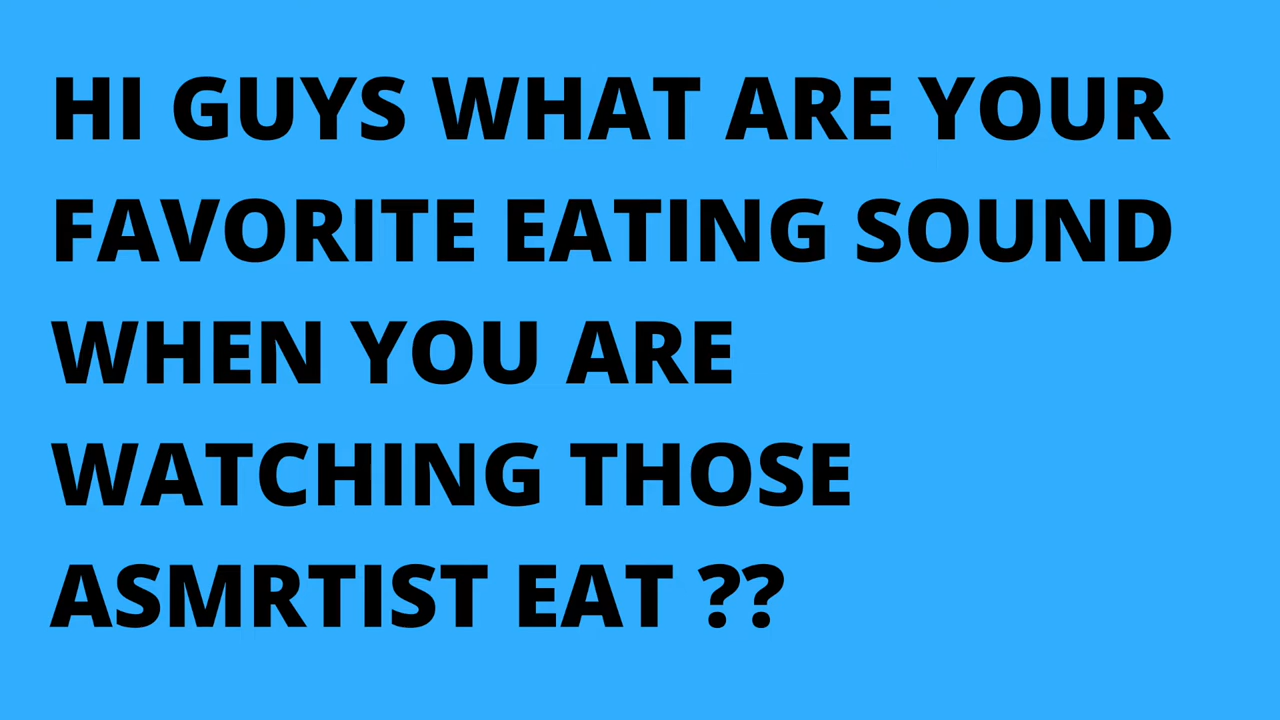 HI GUYS WHAT ARE YOUR
FAVORITE EATING SOUND
WHEN YOU ARE
WATCHING THOSE
ASMRTIST EAT ??